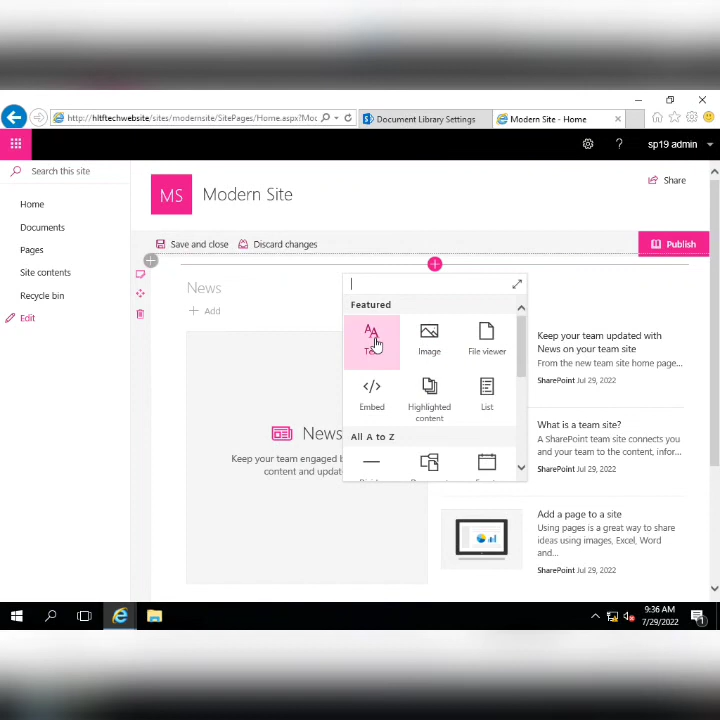 http://hltftechwebsite/sites/modernsite/SitePages/Home.aspx?Mo
Document Library Settings
Modern Site - Home
sp19 admin
Search this site
Share
MS
Modern Site
Home
Documents
Pages
Site contents
Recycle bin
Edit
Save and close
Discard changes
Publish
News
Add
Featured
Text
Image
File viewer
Embed
Highlighted
content
List
All A to Z
News
Keep your team engaged b
content and updat
Keep your team updated with
News on your team site
From the new team site home page...
SharePoint Jul 29, 2022
What is a team site?
A SharePoint team site connects you
and your team to the content, infor...
SharePoint Jul 29, 2022
Add a page to a site
Using pages is a great way to share
ideas using images, Excel, Word
and...
SharePoint Jul 29, 2022
9:36 AM
7/29/2022
1